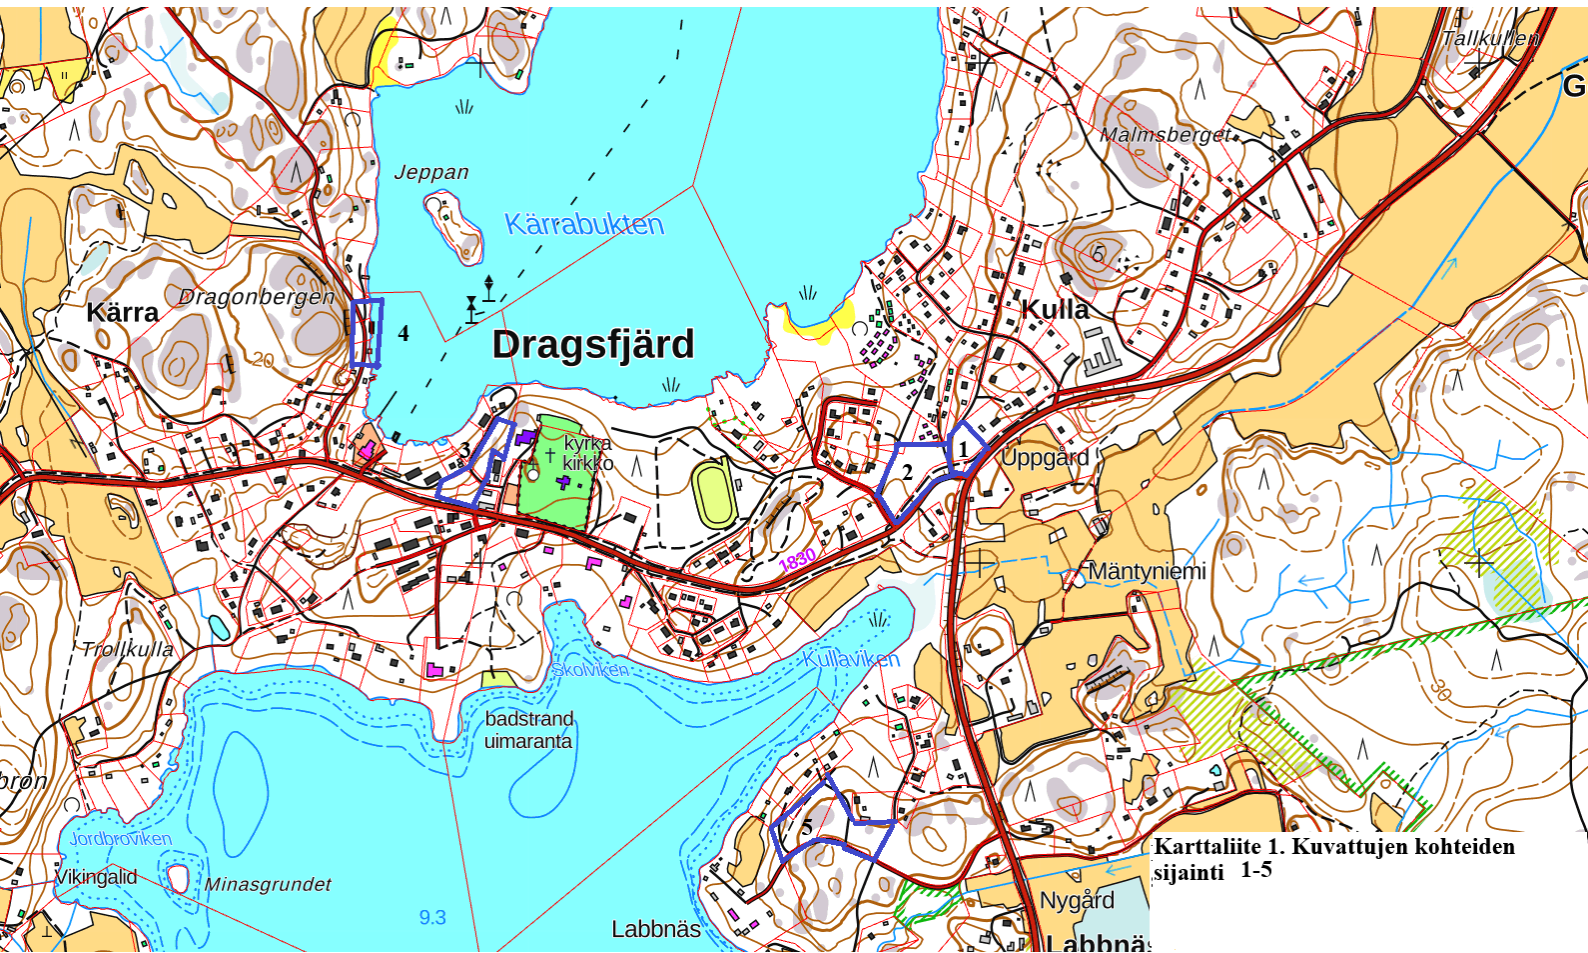 Tallkullen
G
Malmsberget
Jeppan
Kärrabukten
Dragonbergen
Kärra
Kulla
4
Dragsfjärd
20
3
kyrka
kirkko
1
2
Uppgård
1830
Mäntyniemi
Trollkulla
Skolviken
Kullaviken
30
badstrand
uimaranta
brön
5
Jordbroviken
Karttaliite 1. Kuvattujen kohteiden
sijainti 1-5
Vikingalid
Minasgrundet
9.3
Labbnäs
Nygård
Labbnäs